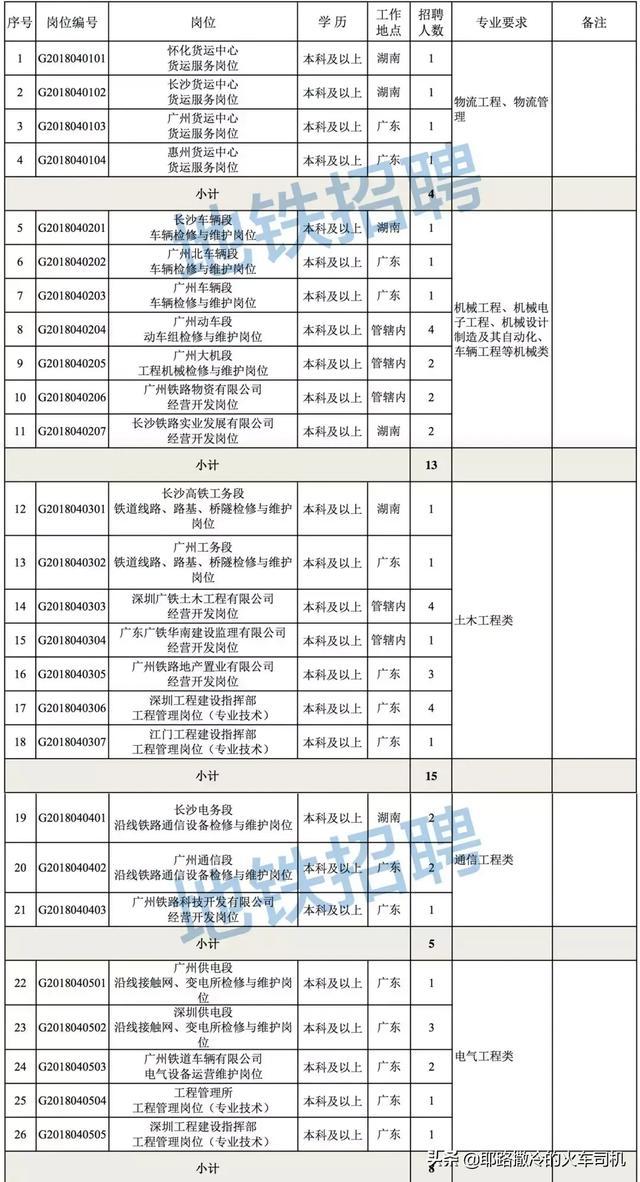 序号 岗位编号 岗位 学 历 工作地点 招聘人数 专业要求 备注
1 G2018040101 怀化货运中心 货运服务岗位 本科及以上 湖南 1 物流工程、物流管理
2 G2018040102 长沙货运中心 货运服务岗位 本科及以上 湖南 1
3 G2018040103 广州货运中心 货运服务岗位 本科及以上 广东 1
4 G2018040104 惠州货运中心 货运服务岗位 本科及以上 广东 1
小计 4
5 G2018040201 长沙车辆段 车辆检修与维护岗位 本科及以上 湖南 1 机械工程、机械电子工程、机械设计制造及其自动化、车辆工程等机械类
6 G2018040202 广州北车辆段 车辆检修与维护岗位 本科及以上 广东 1
7 G2018040203 广州车辆段 车辆检修与维护岗位 本科及以上 广东 1
8 G2018040204 广州动车段 动车组检修与维护岗位 本科及以上 管辖内 4
9 G2018040205 广州大机段 工程机械检修与维护岗位 本科及以上 管辖内 2
10 G2018040206 广州铁路物资有限公司 经营开发岗位 本科及以上 管辖内 2
11 G2018040207 长沙铁路实业发展有限公司 经营开发岗位 本科及以上 湖南 2
小计 13
12 G2018040301 长沙高铁工务段 铁道线路、路基、桥隧检修与维护岗位 本科及以上 湖南 1 土木工程类
13 G2018040302 广州工务段 铁道线路、路基、桥隧检修与维护岗位 本科及以上 广东 1
14 G2018040303 深圳广铁土木工程有限公司 经营开发岗位 本科及以上 管辖内 4
15 G2018040304 广东广铁华南建设监理有限公司 经营开发岗位 本科及以上 管辖内 1
16 G2018040305 广州铁路地产置业有限公司 经营开发岗位 本科及以上 广东 3
17 G2018040306 深圳工程建设指挥部 工程管理岗位（专业技术） 本科及以上 广东 4
18 G2018040307 江门工程建设指挥部 工程管理岗位（专业技术） 本科及以上 广东 1
小计 15
19 G2018040401 长沙电务段 沿线铁路通信设备检修与维护岗位 本科及以上 湖南 2 通信工程类
20 G2018040402 广州通信段 沿线铁路通信设备检修与维护岗位 本科及以上 广东 2
21 G2018040403 广州铁路科技开发有限公司 经营开发岗位 本科及以上 广东 1
小计 5
22 G2018040501 广州供电段 沿线接触网、变电所检修与维护岗位 本科及以上 广东 1 电气工程类
23 G2018040502 深圳供电段 沿线接触网、变电所检修与维护岗位 本科及以上 广东 3
24 G2018040503 广州铁道车辆有限公司 电气设备运营维护岗位 本科及以上 广东 2
25 G2018040504 工程管理所 工程管理岗位（专业技术） 本科及以上 广东 1
26 G2018040505 深圳工程建设指挥部 工程管理岗位（专业技术） 本科及以上 广东 1
小计 8
地铁招聘
地铁招聘
头条 @耶路撒冷的火车司机